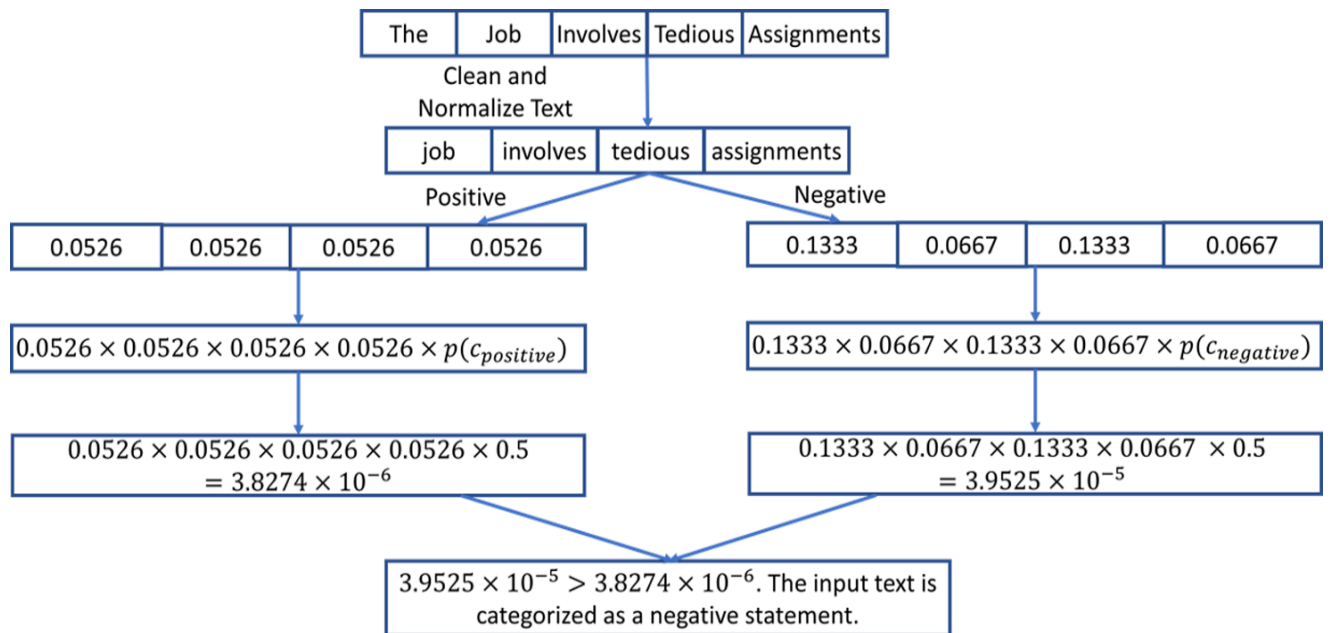 The Job Involves Tedious Assignments
Clean and
Normalize Text
job involves tedious assignments
Positive
Negative
0.0526 0.0526 0.0526 0.0526
0.1333 0.0667 0.1333 0.0667
0.0526 × 0.0526 × 0.0526 × 0.0526 × p(c_positive)
0.1333 × 0.0667 × 0.1333 × 0.0667 × p(c_negative)
0.0526 × 0.0526 × 0.0526 × 0.0526 × 0.5
= 3.8274 × 10⁻⁶
0.1333 × 0.0667 × 0.1333 × 0.0667 × 0.5
= 3.9525 × 10⁻⁵
3.9525 × 10⁻⁵ > 3.8274 × 10⁻⁶. The input text is
categorized as a negative statement.